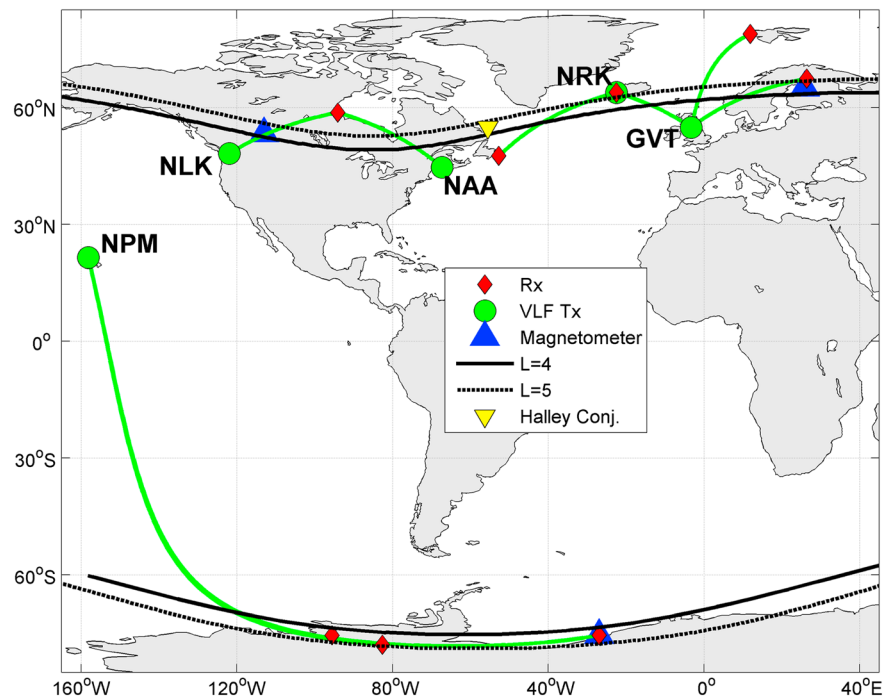 60°N
30°N
0°
30°S
60°S
NRK
GVT
NLK
NAA
NPM
Rx
VLF Tx
Magnetometer
L=4
L=5
Halley Conj.
160°W
120°W
80°W
40°W
0°
40°E